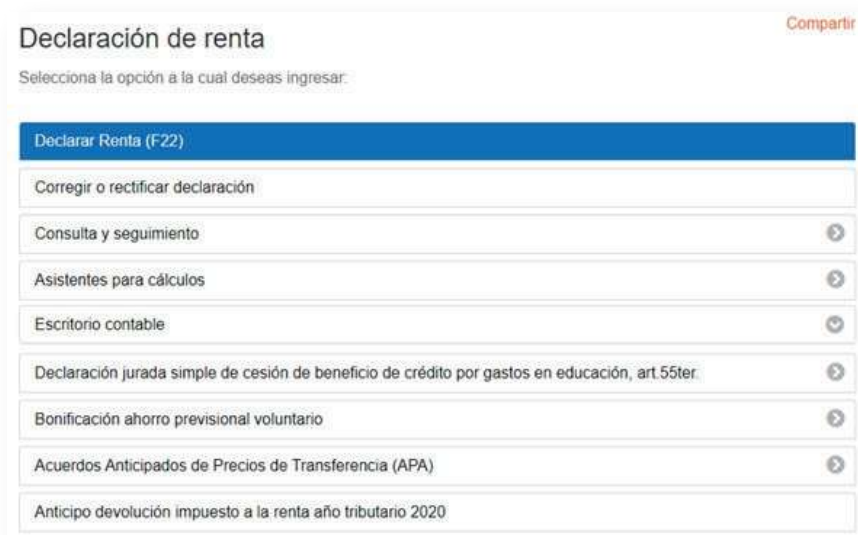 Compartir
Declaración de renta
Selecciona la opción a la cual deseas ingresar:
Declarar Renta (F22)
Corregir o rectificar declaración
Consulta y seguimiento
Asistentes para cálculos
Escritorio contable
Declaración jurada simple de cesión de beneficio de crédito por gastos en educación, art.55ter.
Bonificación ahorro previsional voluntario
Acuerdos Anticipados de Precios de Transferencia (APA)
Anticipo devolución impuesto a la renta año tributario 2020